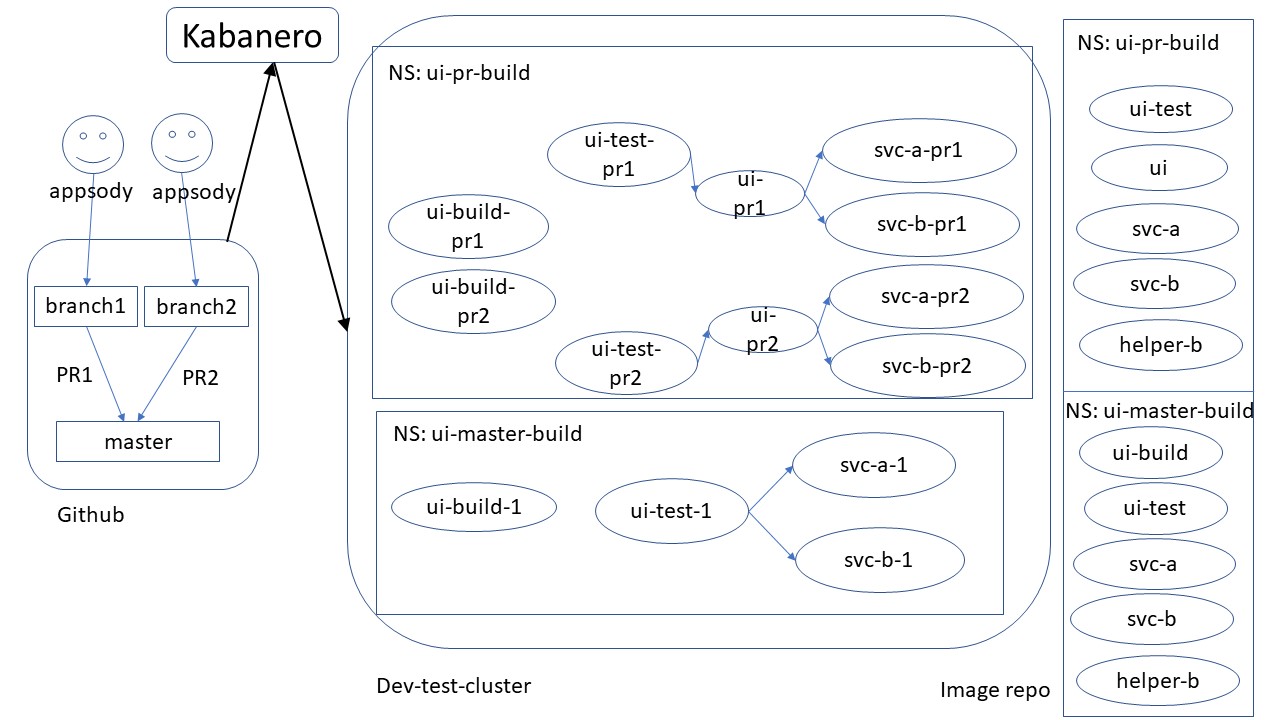 Kabanero
appsody
appsody
branch1
branch2
PR1
PR2
master
Github
NS: ui-pr-build
ui-test-
pr1
ui-
pr1
svc-a-pr1
svc-b-pr1
ui-build-
pr1
ui-build-
pr2
ui-test-
pr2
ui-
pr2
svc-a-pr2
svc-b-pr2
NS: ui-master-build
ui-build-1
ui-test-1
svc-a-1
svc-b-1
Dev-test-cluster
Image repo
NS: ui-pr-build
ui-test
ui
svc-a
svc-b
helper-b
NS: ui-master-build
ui-build
ui-test
svc-a
svc-b
helper-b